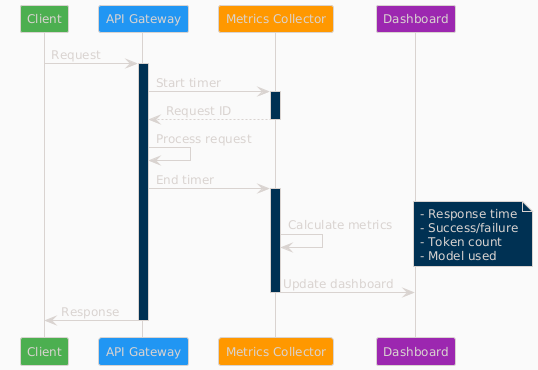 Client
API Gateway
Metrics Collector
Dashboard
Request
Start timer
Request ID
Process request
End timer
- Response time
- Success/failure
- Token count
- Model used
Calculate metrics
Update dashboard
Response
Client
API Gateway
Metrics Collector
Dashboard